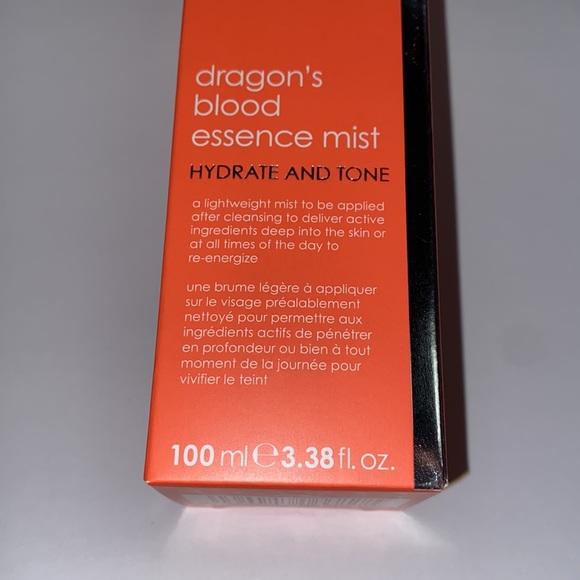 dragon's
blood
essence mist
HYDRATE AND TONE
a lightweight mist to be applied
after cleansing to deliver active
ingredients deep into the skin or
at all times of the day to
re-energize
une brume légère à appliquer
sur le visage préalablement
nettoyé pour permettre aux
ingrédients actifs de pénétrer
en profondeur ou bien à tout
moment de la journée pour
vivifier le teint
100 ml ℮ 3.38 fl. oz.